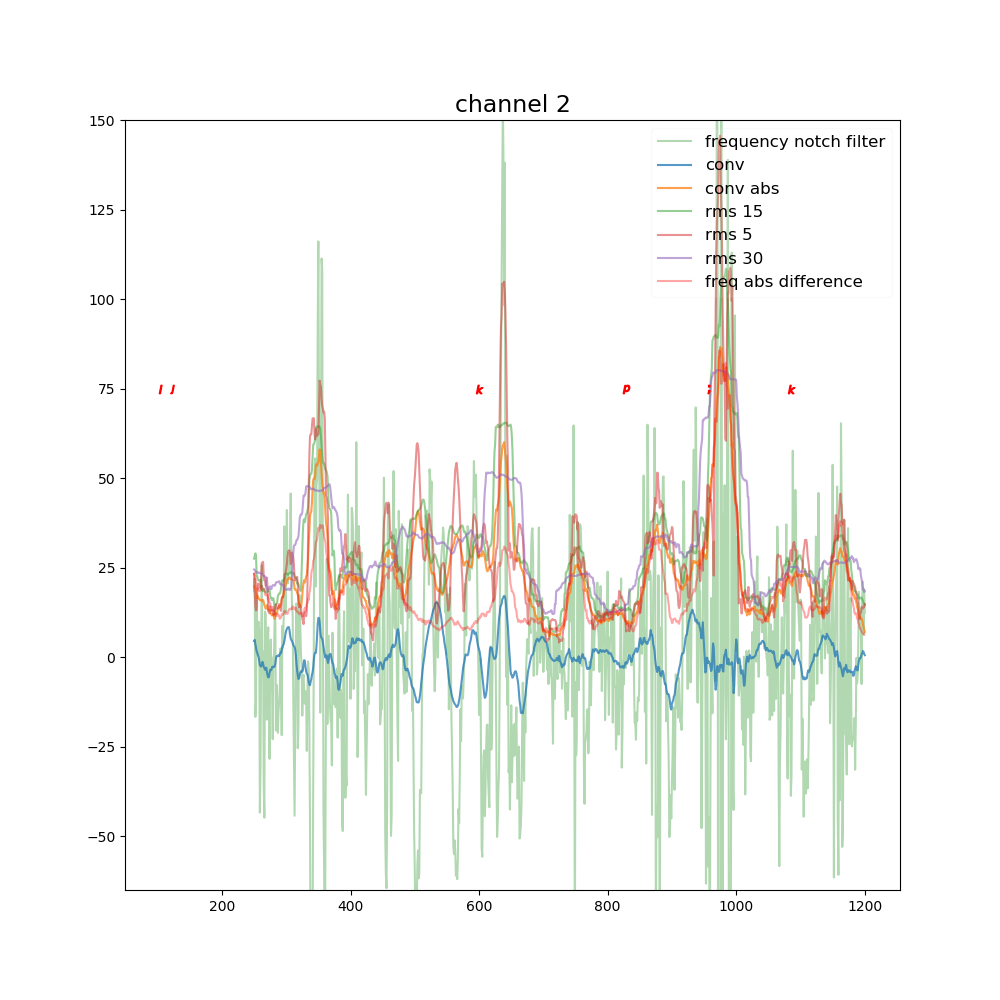 channel 2
150
125
100
75
50
25
0
−25
−50
frequency notch filter
conv
conv abs
rms 15
rms 5
rms 30
freq abs difference
k
p
;
k
200
400
600
800
1000
1200